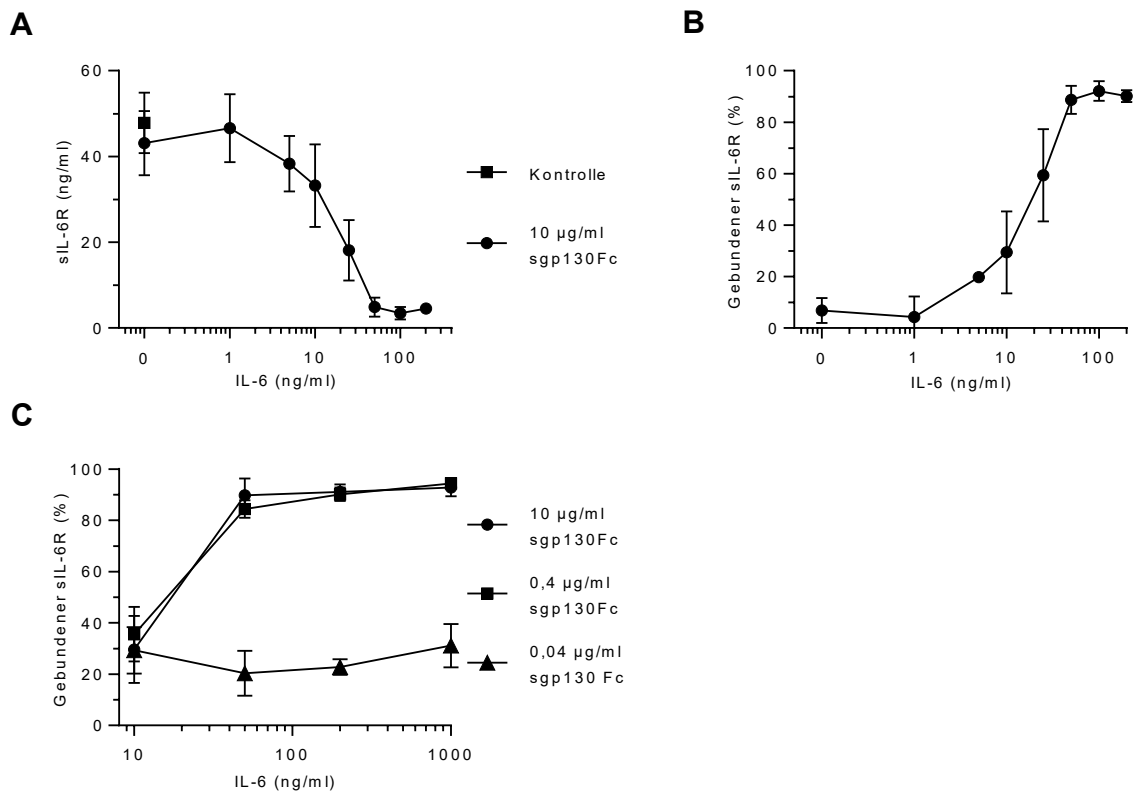 A
60
40
20
0
sIL-6R (ng/ml)
0 1 10 100
IL-6 (ng/ml)
Kontrolle
10 µg/ml
sgp130Fc
B
100
80
60
40
20
0
Gebundener sIL-6R (%)
0 1 10 100
IL-6 (ng/ml)
C
100
80
60
40
20
0
Gebundener sIL-6R (%)
10 100 1000
IL-6 (ng/ml)
10 µg/ml
sgp130Fc
0,4 µg/ml
sgp130Fc
0,04 µg/ml
sgp130 Fc